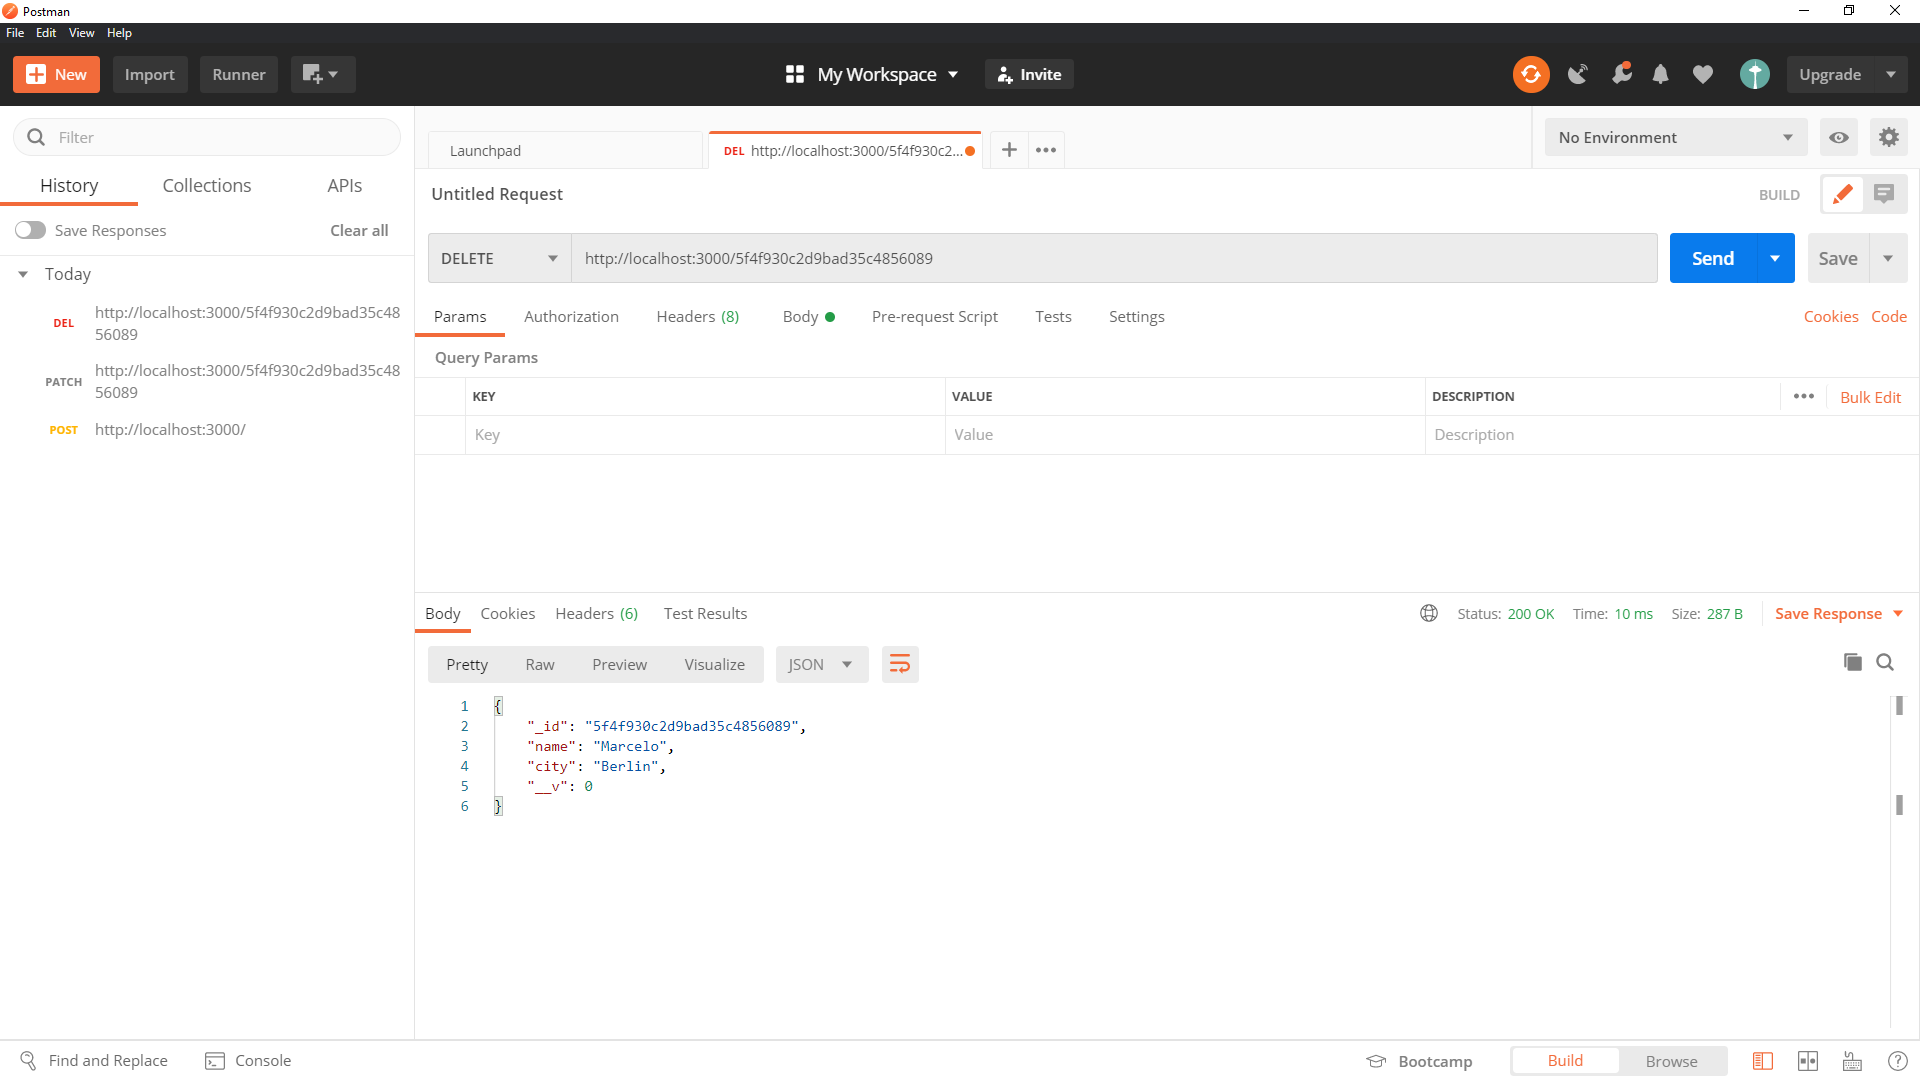 Postman
File Edit View Help
New Import Runner My Workspace Invite Upgrade
Filter
History Collections APIs
Save Responses Clear all
Today
DEL http://localhost:3000/5f4f930c2d9bad35c48
56089
PATCH http://localhost:3000/5f4f930c2d9bad35c48
56089
POST http://localhost:3000/
Launchpad DEL http://localhost:3000/5f4f930c2... No Environment
Untitled Request BUILD
DELETE http://localhost:3000/5f4f930c2d9bad35c4856089 Send Save
Params Authorization Headers (8) Body Pre-request Script Tests Settings Cookies Code
Query Params
KEY VALUE DESCRIPTION Bulk Edit
Key Value Description
Body Cookies Headers (6) Test Results Status: 200 OK Time: 10 ms Size: 287 B Save Response
Pretty Raw Preview Visualize JSON
1 {
2 "_id": "5f4f930c2d9bad35c4856089",
3 "name": "Marcelo",
4 "city": "Berlin",
5 "__v": 0
6 }
Find and Replace Console Bootcamp Build Browse